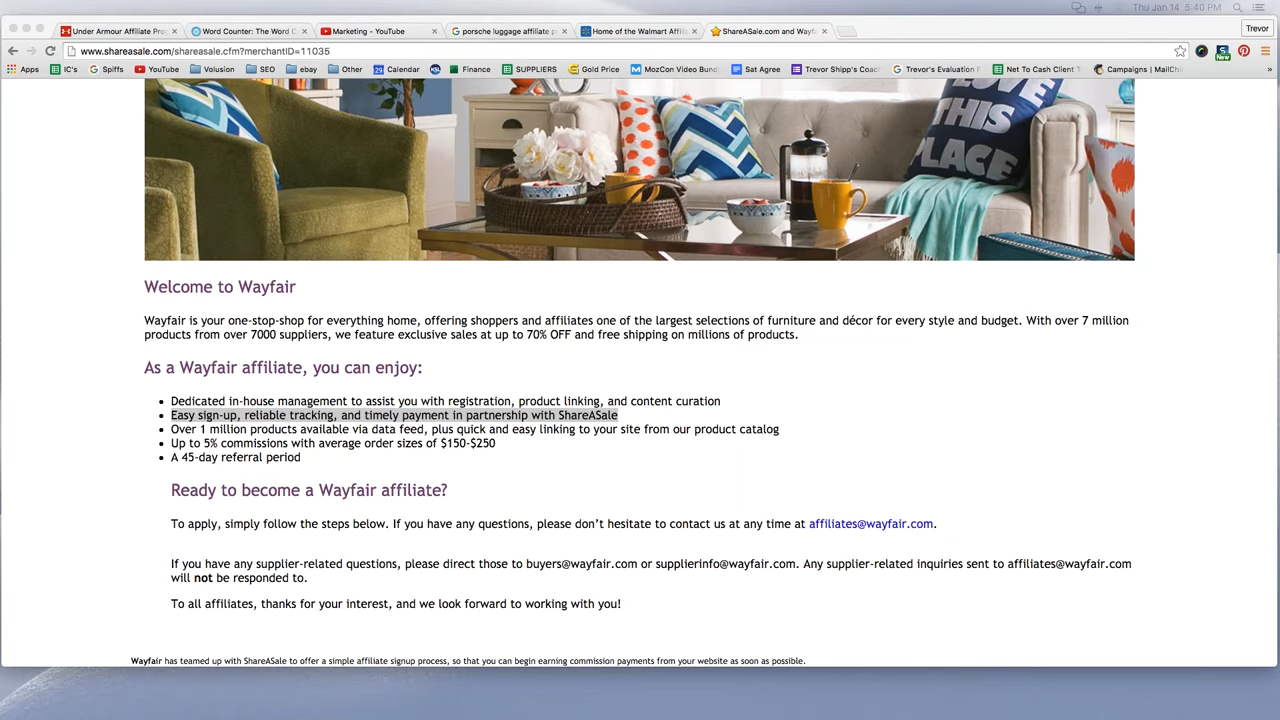 Thu Jan 14 5:40 PM
Under Armour Affiliate Pro
Word Counter: The Word C
Marketing - YouTube
porsche luggage affiliate p
Home of the Walmart Affili
ShareASale.com and Wayf
Trevor
www.shareasale.com/shareasale.cfm?merchantID=11035
Apps
IC's
Spiffs
YouTube
Volusion
SEO
ebay
Other
29 Calendar
KSL
Finance
SUPPLIERS
Gold Price
MozCon Video Bund
Sat Agree
Trevor Shipp's Coac
Trevor's Evaluation F
Net To Cash Client T
Campaigns | MailChi
»
New
LOVE
THIS
PLACE
Welcome to Wayfair
Wayfair is your one-stop-shop for everything home, offering shoppers and affiliates one of the largest selections of furniture and décor for every style and budget. With over 7 million
products from over 7000 suppliers, we feature exclusive sales at up to 70% OFF and free shipping on millions of products.
As a Wayfair affiliate, you can enjoy:
• Dedicated in-house management to assist you with registration, product linking, and content curation
• Easy sign-up, reliable tracking, and timely payment in partnership with ShareASale
• Over 1 million products available via data feed, plus quick and easy linking to your site from our product catalog
• Up to 5% commissions with average order sizes of $150-$250
• A 45-day referral period
Ready to become a Wayfair affiliate?
To apply, simply follow the steps below. If you have any questions, please don't hesitate to contact us at any time at affiliates@wayfair.com.
If you have any supplier-related questions, please direct those to buyers@wayfair.com or supplierinfo@wayfair.com. Any supplier-related inquiries sent to affiliates@wayfair.com
will not be responded to.
To all affiliates, thanks for your interest, and we look forward to working with you!
Wayfair has teamed up with ShareASale to offer a simple affiliate signup process, so that you can begin earning commission payments from your website as soon as possible.